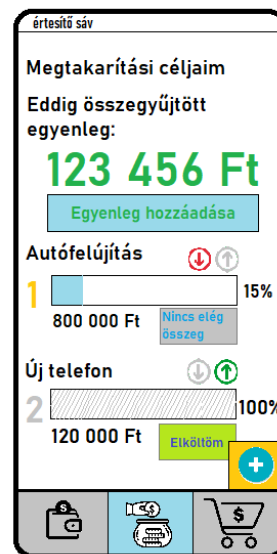 értesítő sáv
Megtakarítási céljaim
Eddig összegyűjtött
egyenleg:
123 456 Ft
Egyenleg hozzáadása
Autófelújítás
1
15%
800 000 Ft
Nincs elég
összeg
Új telefon
2
100%
120 000 Ft
Elköltöm
+
$
$
$